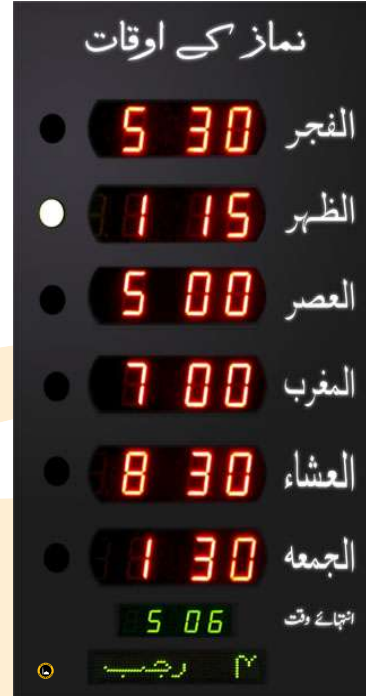 نماز کے اوقات
الفجر 5 30
الظہر 1 15
العصر 5 00
المغرب 7 00
العشاء 8 30
الجمعه 1 30
انتہائے وقت 5 06
رجب